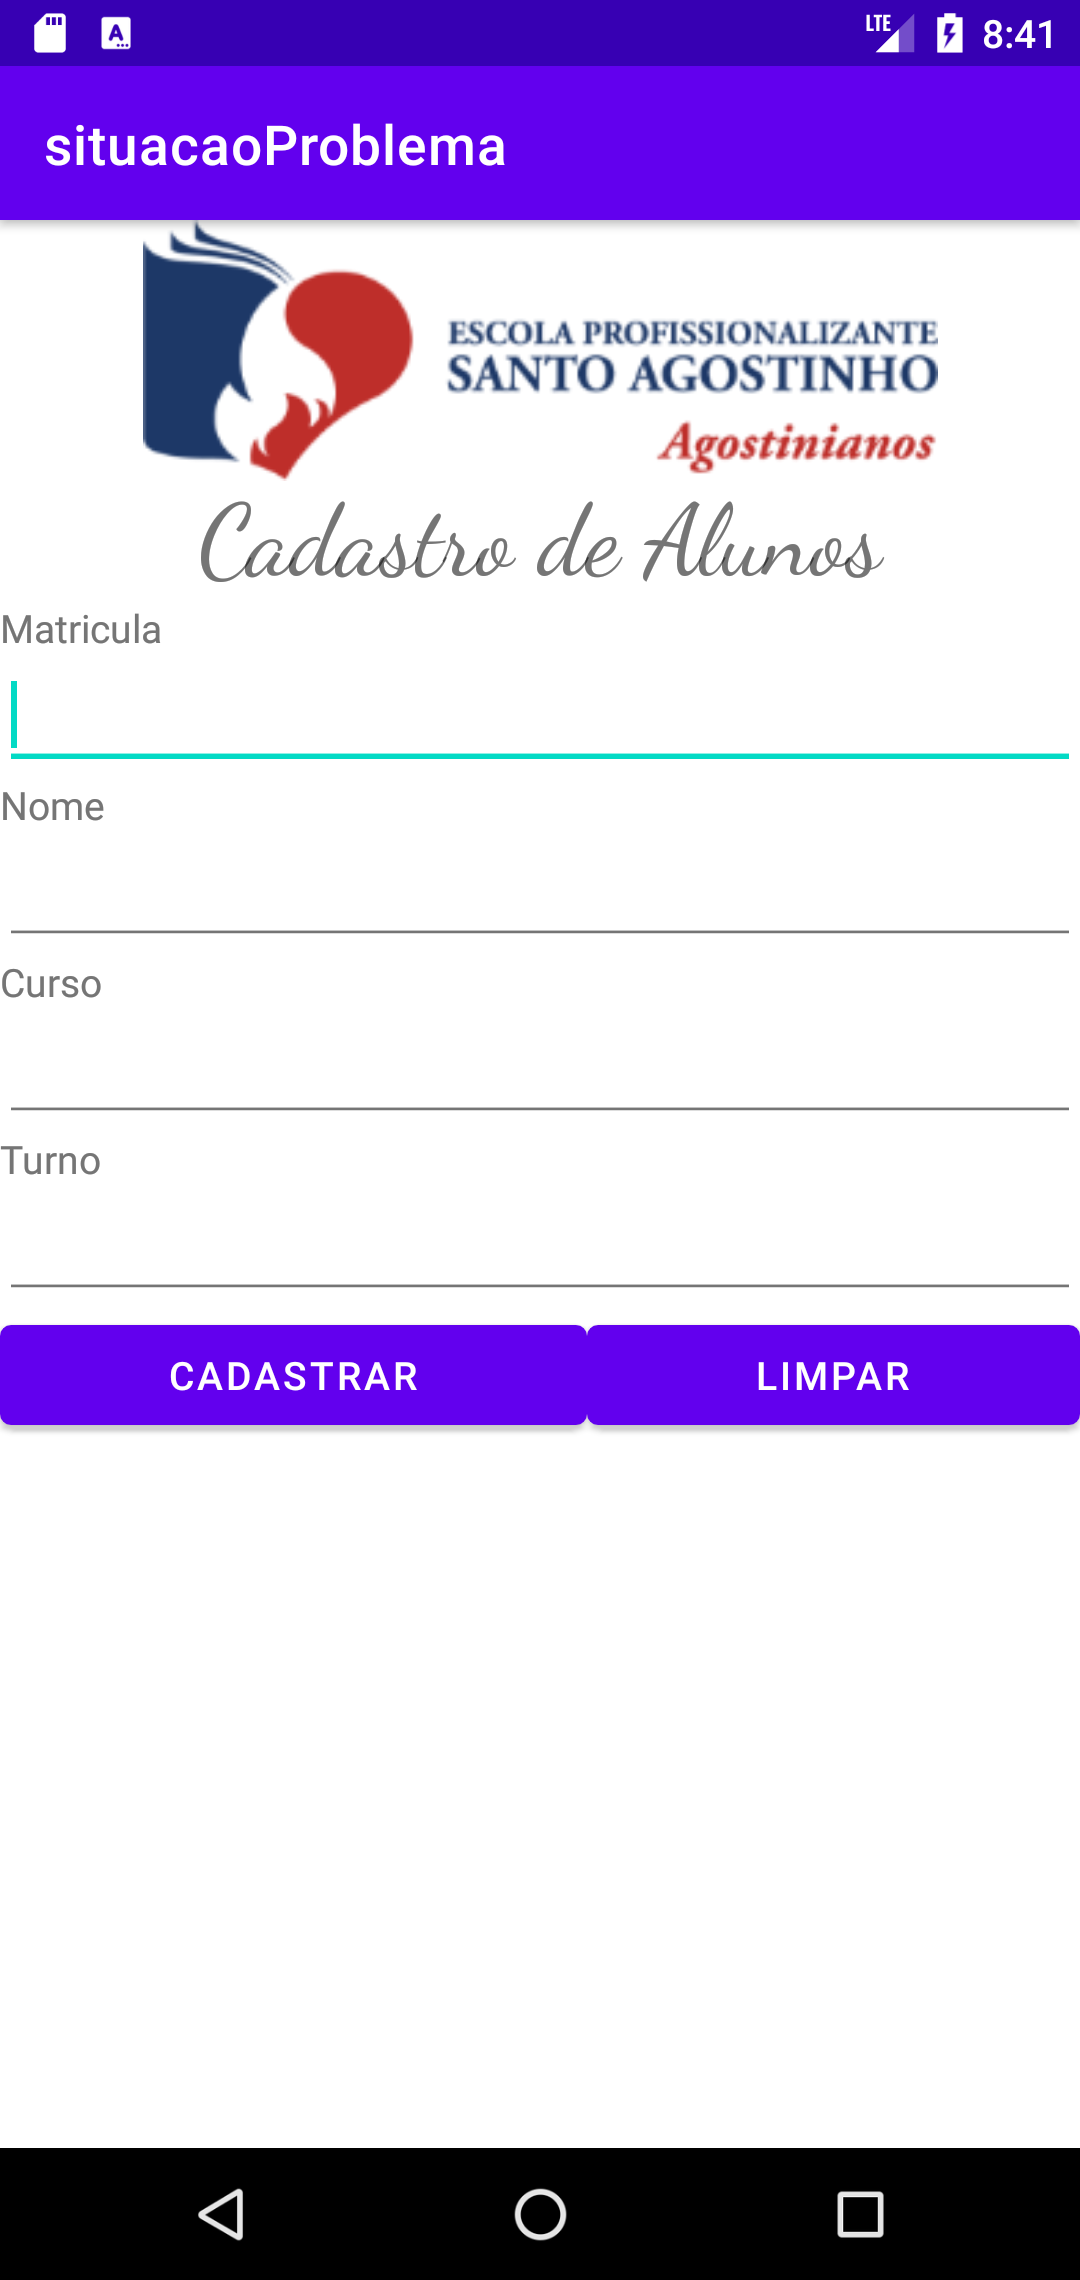 LTE 8:41
situacaoProblema
ESCOLA PROFISSIONALIZANTE
SANTO AGOSTINHO
Agostinianos
Cadastro de Alunos
Matricula
Nome
Curso
Turno
CADASTRAR LIMPAR